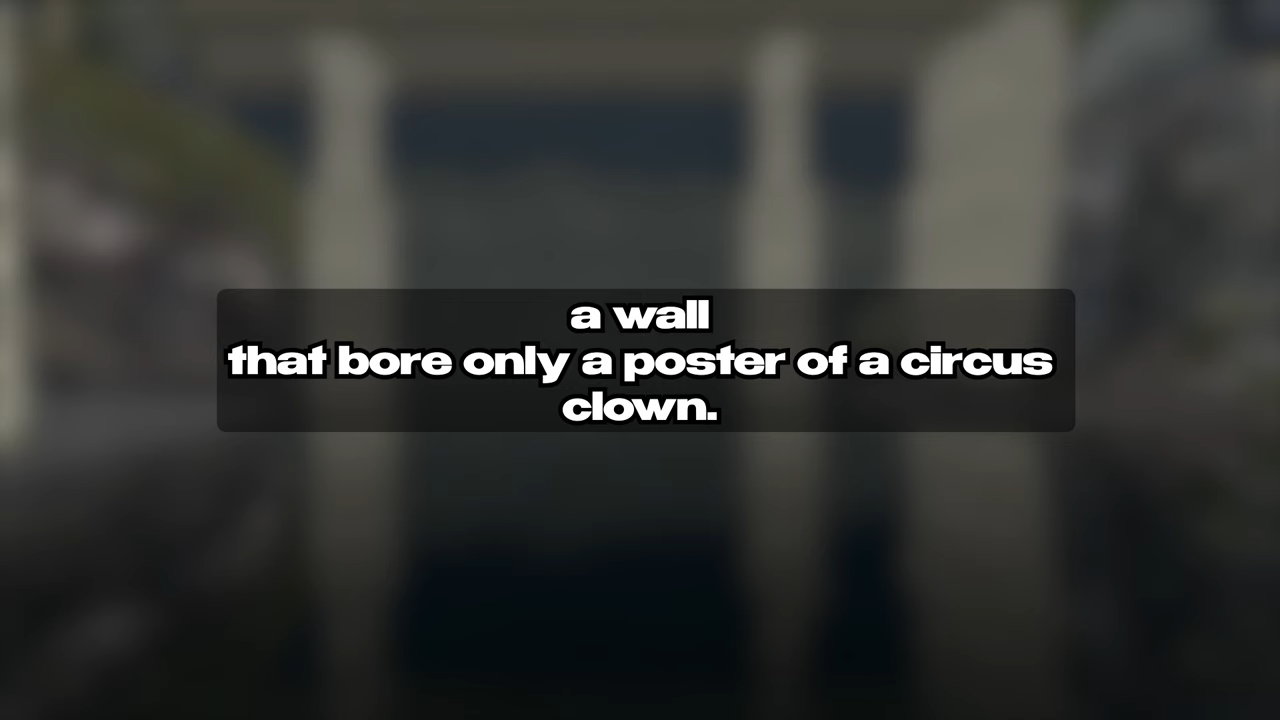 a wall
that bore only a poster of a circus
clown.